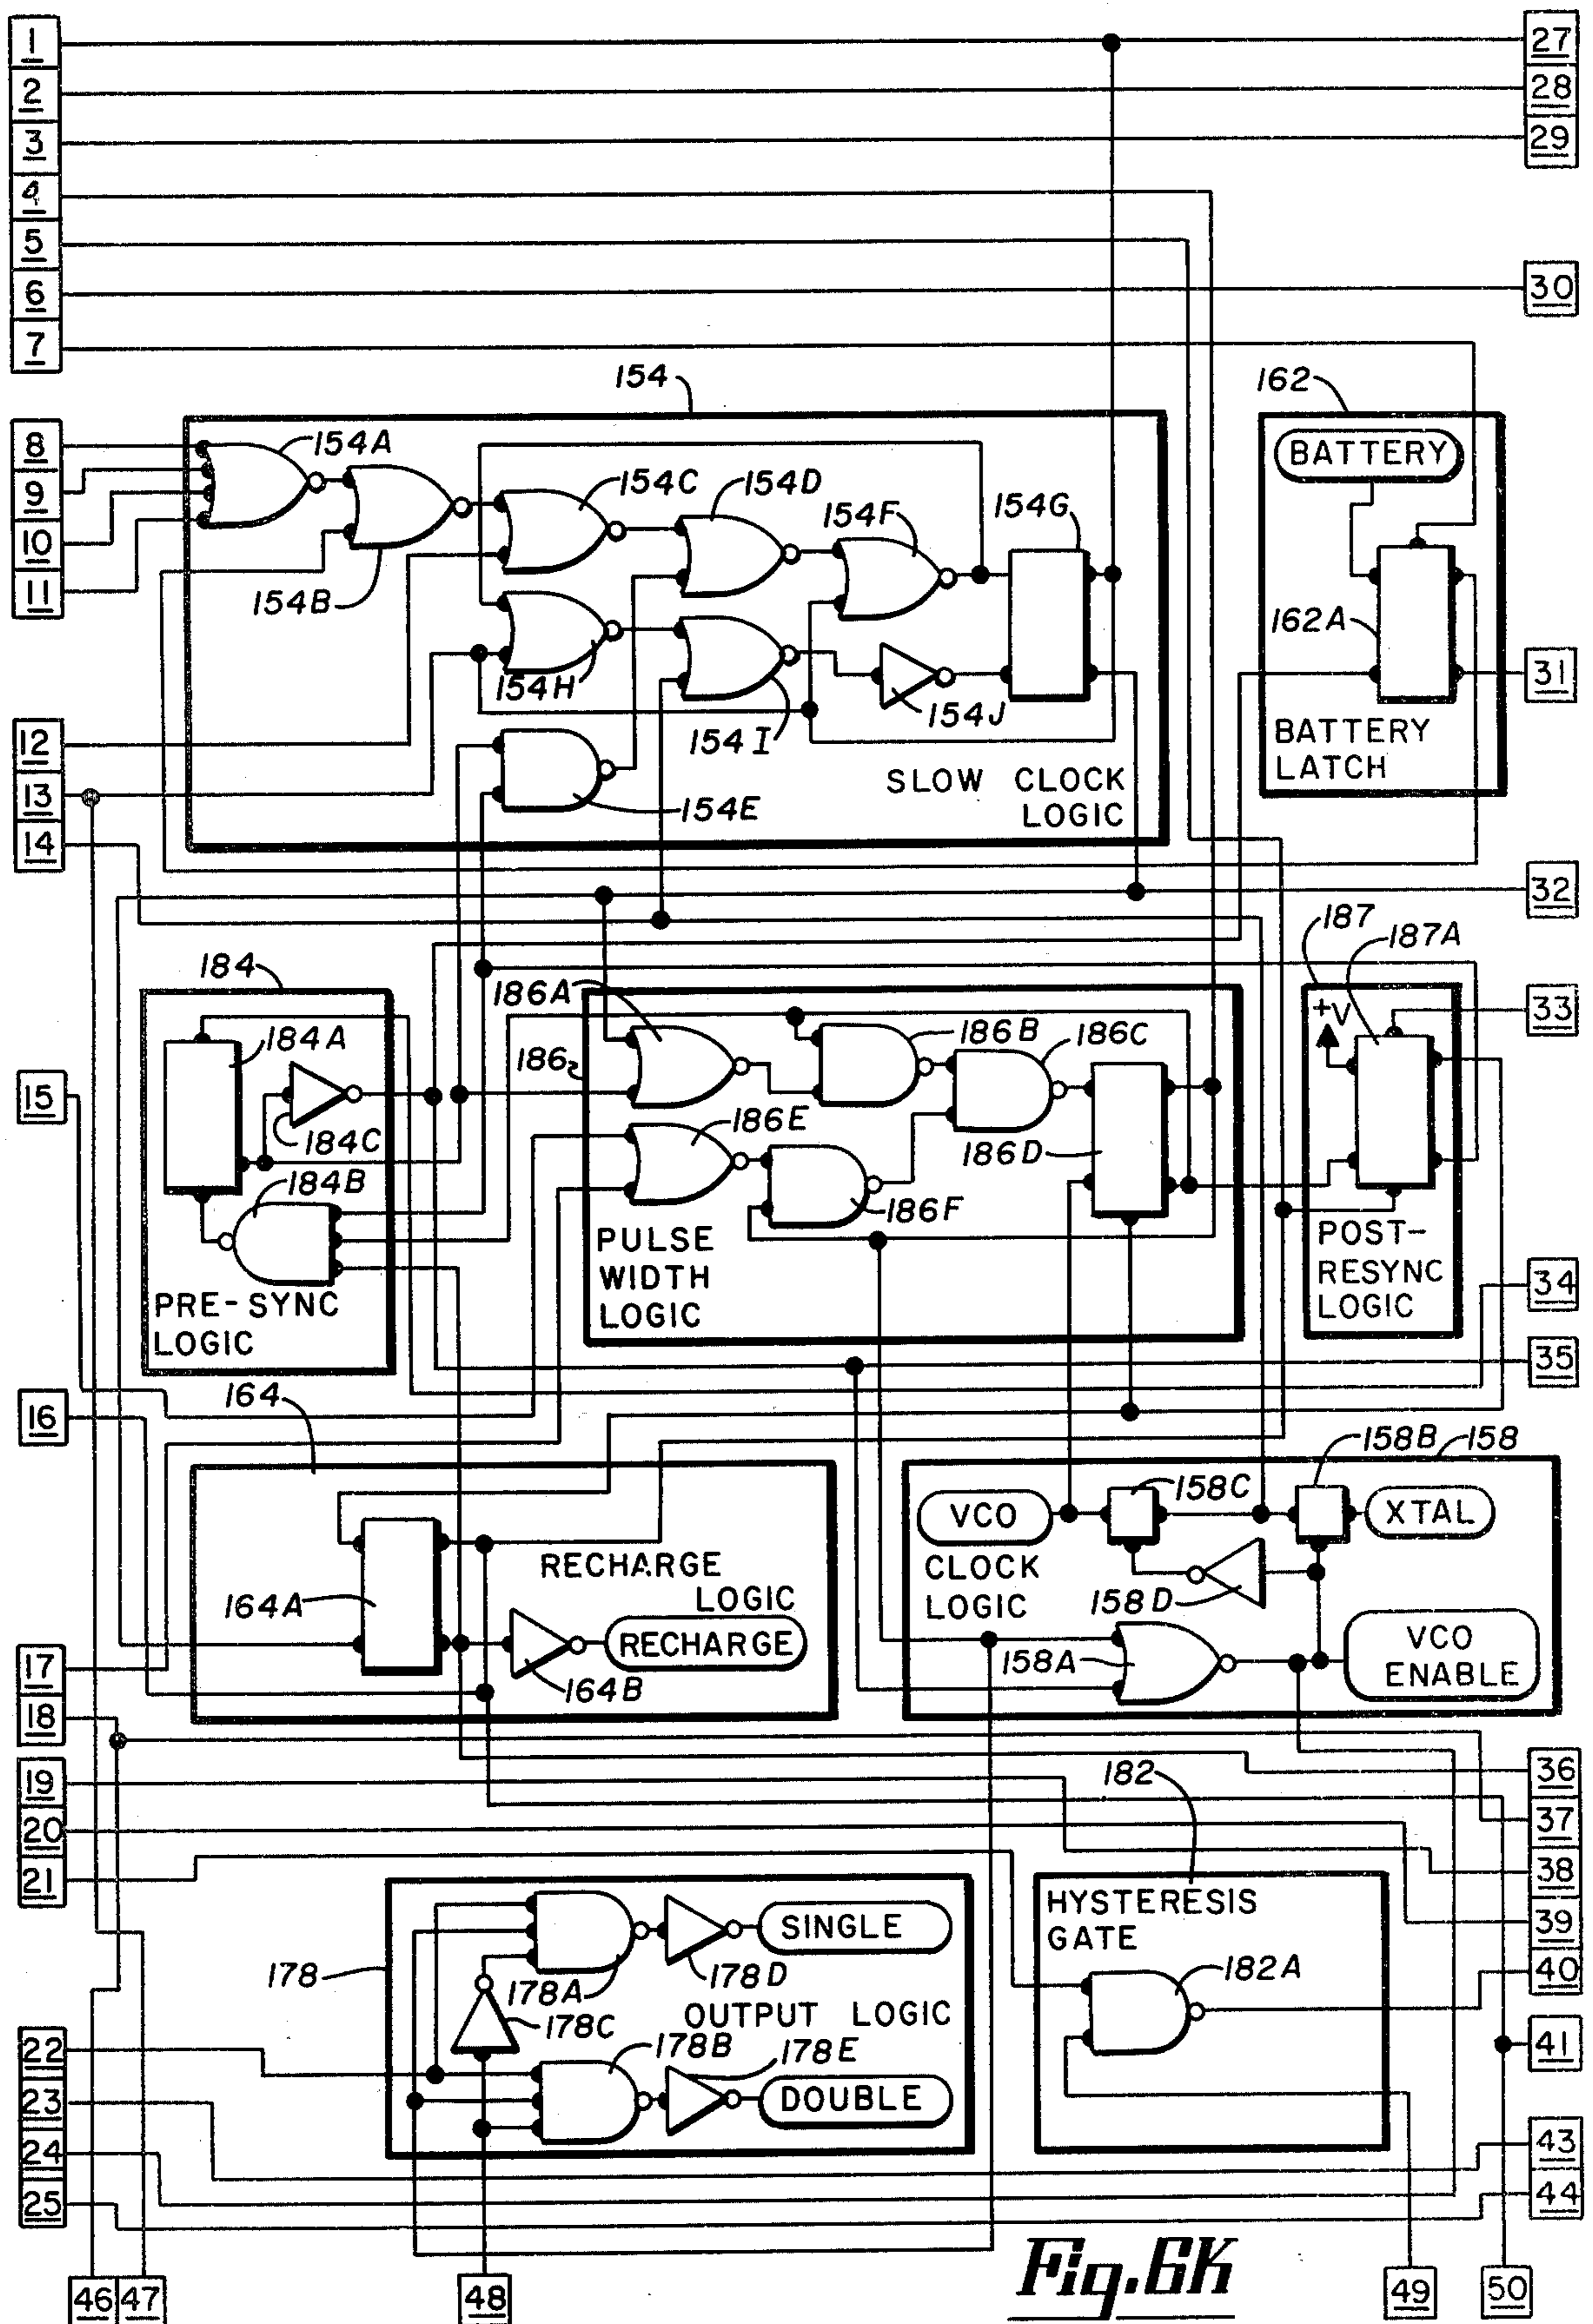 1 27
2 28
3 29
4
5
6 30
7
154 162
8 154A BATTERY
9 154C 154D
10 154F 154G
11 154B 162A
154H 31
12 154J BATTERY
154I LATCH
13 SLOW CLOCK
154E LOGIC
14
32
187
184 187A
186A +V 33
184A 186B 186C
186
15 186E
184C 186D
184B
186F
PULSE POST-
WIDTH RESYNC
LOGIC LOGIC 34
PRE-SYNC
LOGIC
35
164
16 158B 158
158C
VCO XTAL
RECHARGE CLOCK
LOGIC LOGIC
164A 158D
RECHARGE VCO
17 158A ENABLE
164B
18
19 182 36
20 37
21 38
HYSTERESIS
GATE 39
SINGLE
178 178A 178D 182A 40
OUTPUT LOGIC
178C
22 178B 178E 41
23 DOUBLE
24 43
25 44
Fig.6K
46 47 48 49 50